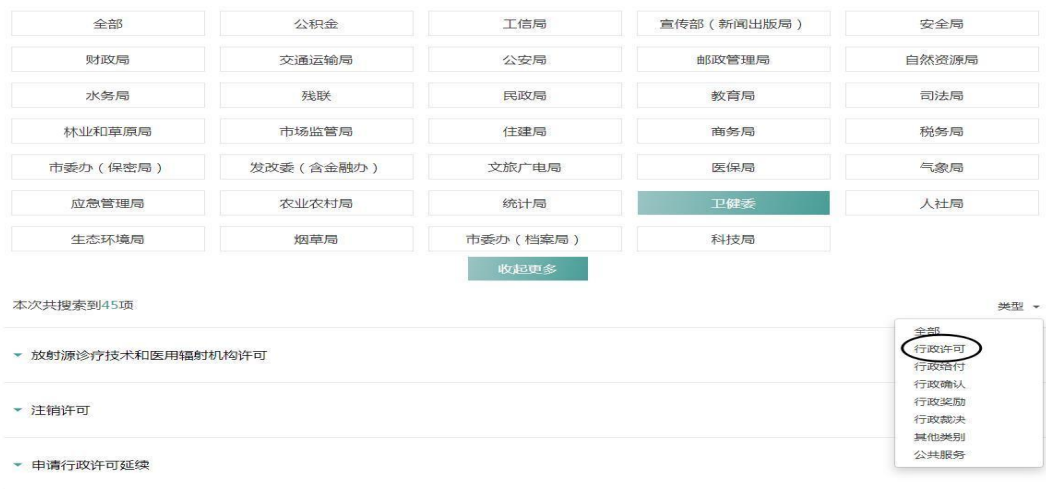 全部 公积金 工信局 宣传部（新闻出版局） 安全局
财政局 交通运输局 公安局 邮政管理局 自然资源局
水务局 残联 民政局 教育局 司法局
林业和草原局 市场监管局 住建局 商务局 税务局
市委办（保密局） 发改委（含金融办） 文旅广电局 医保局 气象局
应急管理局 农业农村局 统计局 卫健委 人社局
生态环境局 烟草局 市委办（档案局） 科技局
收起更多
本次共搜索到45项 类型
放射源诊疗技术和医用辐射机构许可
注销许可
申请行政许可延续
全部
行政许可
行政给付
行政确认
行政奖励
行政裁决
其他类别
公共服务